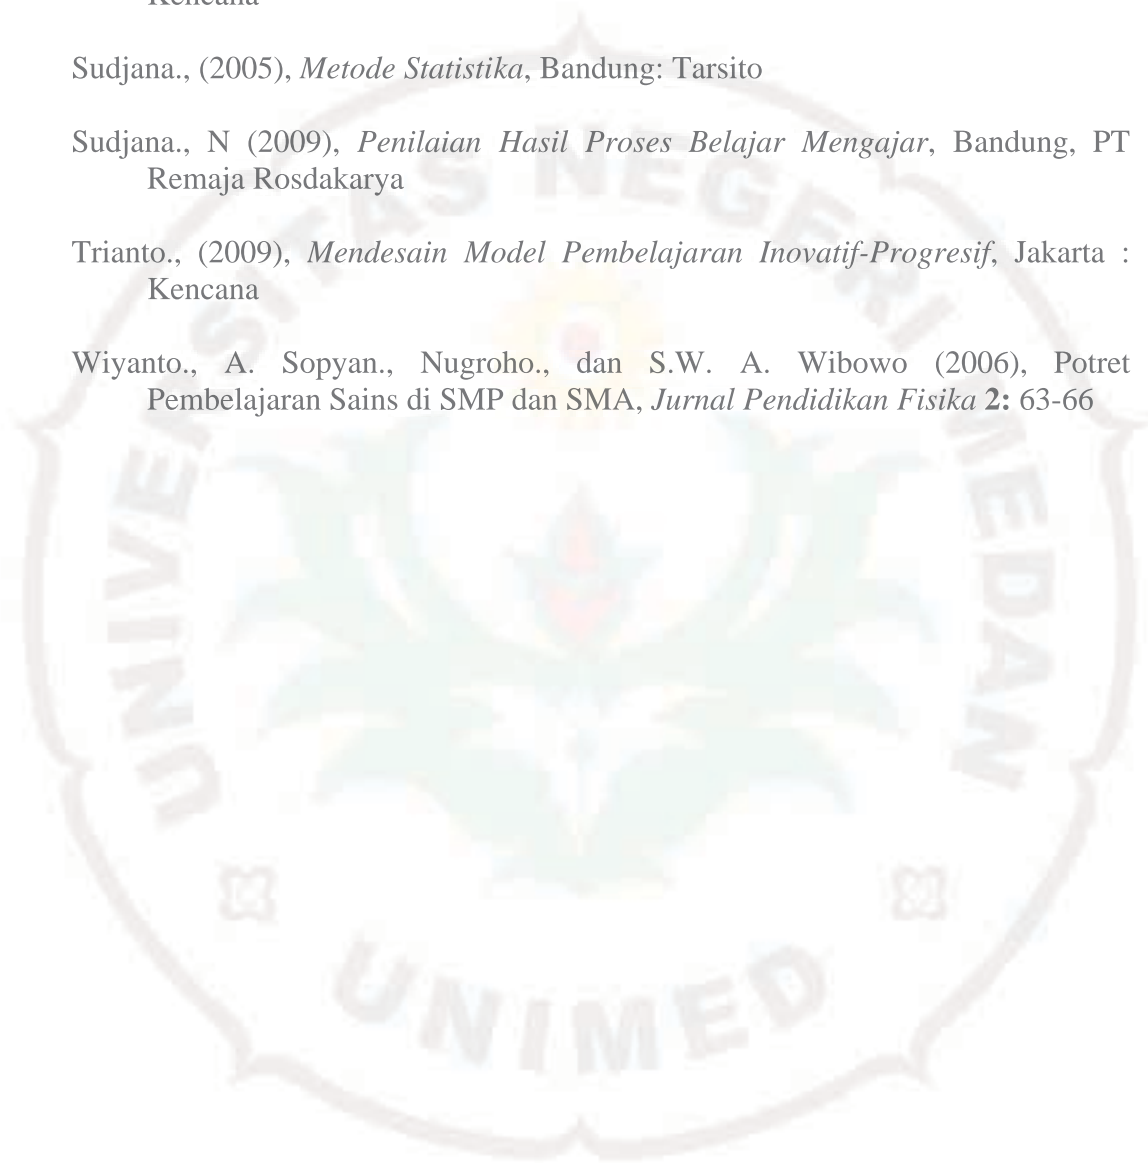 Kencana
Sudjana., (2005), Metode Statistika, Bandung: Tarsito
Sudjana., N (2009), Penilaian Hasil Proses Belajar Mengajar, Bandung, PT
Remaja Rosdakarya
Trianto., (2009), Mendesain Model Pembelajaran Inovatif-Progresif, Jakarta :
Kencana
Wiyanto., A. Sopyan., Nugroho., dan S.W. A. Wibowo (2006), Potret
Pembelajaran Sains di SMP dan SMA, Jurnal Pendidikan Fisika 2: 63-66
UNIVERSITAS NEGERI MEDAN
UNIMED